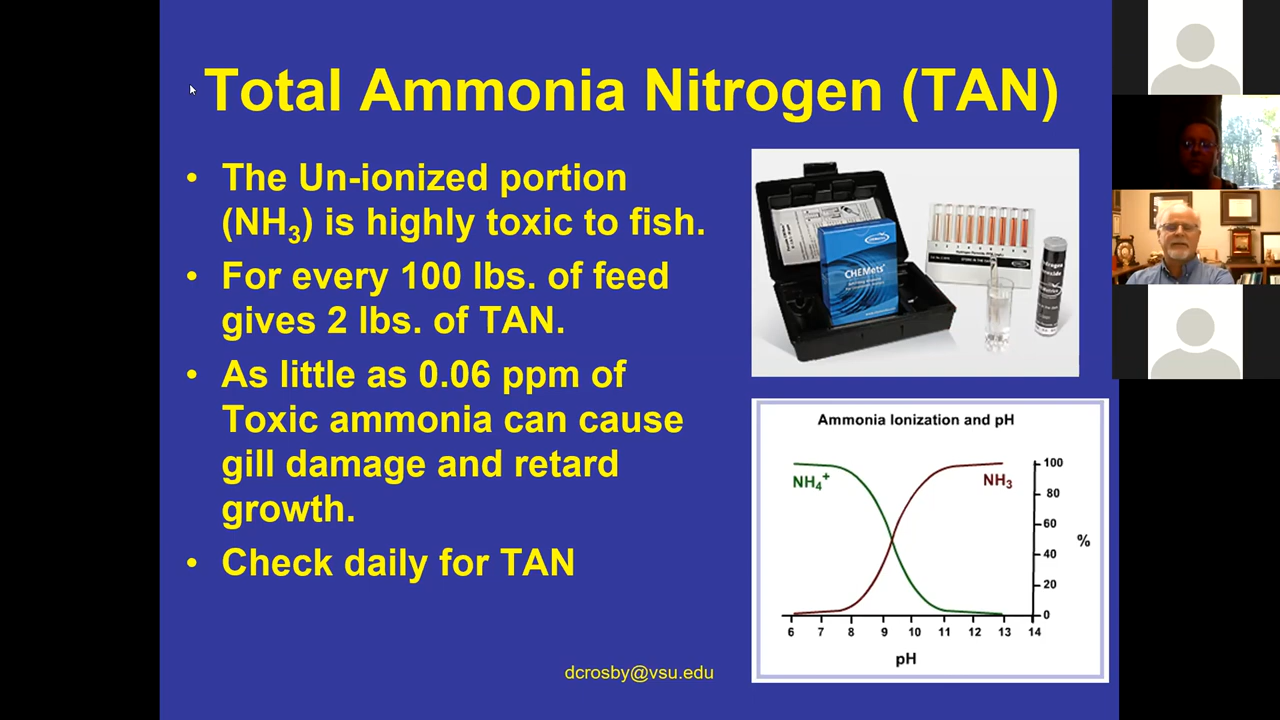 Total Ammonia Nitrogen (TAN)
• The Un-ionized portion
(NH₃) is highly toxic to fish.
• For every 100 lbs. of feed
gives 2 lbs. of TAN.
• As little as 0.06 ppm of
Toxic ammonia can cause
gill damage and retard
growth.
• Check daily for TAN
CHEMets
Ammonia Ionization and pH
NH₄⁺
NH₃
100
80
60
40
20
0
%
6 7 8 9 10 11 12 13 14
pH
dcrosby@vsu.edu